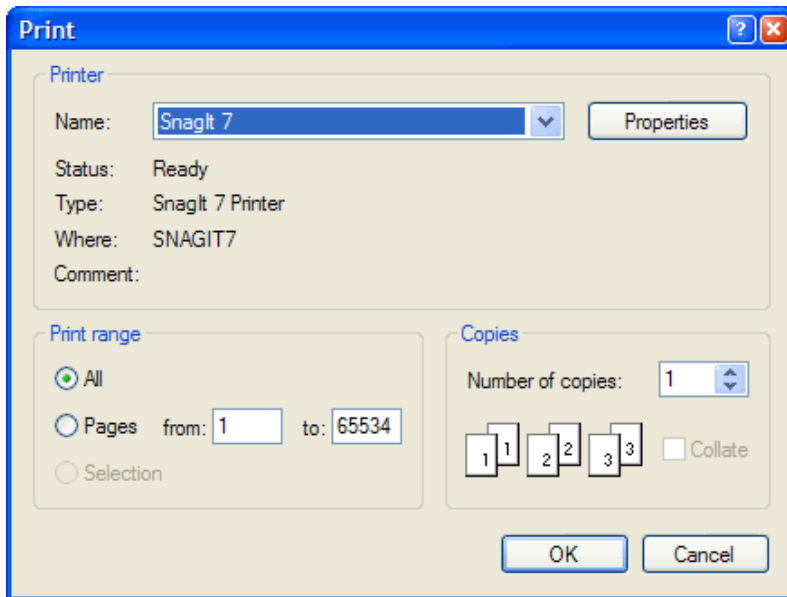 Print
Printer
Name: SnagIt 7 Properties
Status: Ready
Type: SnagIt 7 Printer
Where: SNAGIT7
Comment:
Print range
All
Pages from: 1 to: 65534
Selection
Copies
Number of copies: 1
1 1 2 2 3 3 Collate
OK Cancel